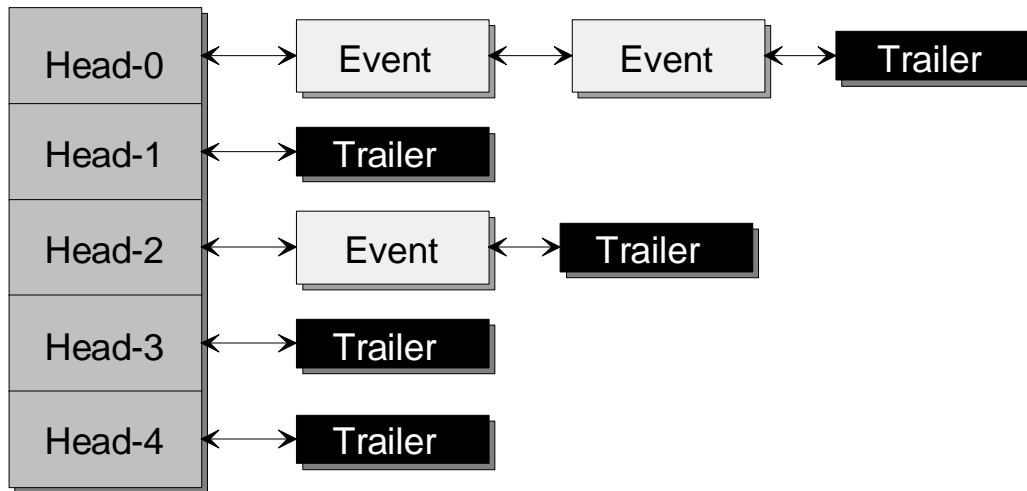 Head-0 Event Event Trailer
Head-1 Trailer
Head-2 Event Trailer
Head-3 Trailer
Head-4 Trailer